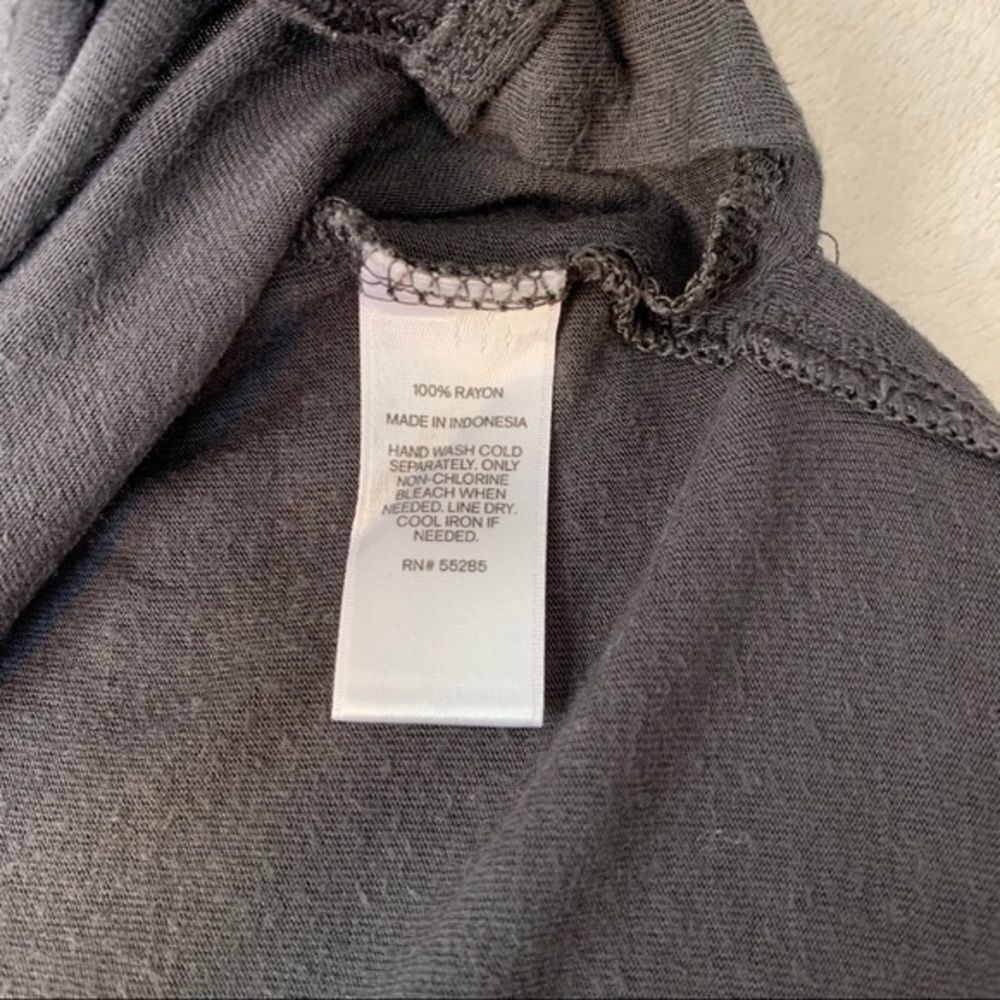 100% RAYON
MADE IN INDONESIA
HAND WASH COLD
SEPARATELY. ONLY
NON-CHLORINE
BLEACH WHEN
NEEDED. LINE DRY.
COOL IRON IF
NEEDED.
RN# 55285